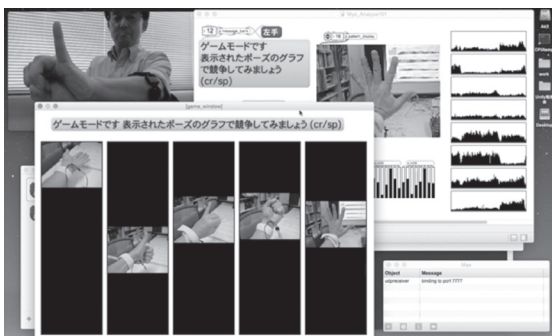 12
左手
ゲームモードです
表示されたポーズのグラフ
で競争してみましょう
(cr/sp)
[game_window]
ゲームモードです 表示されたポーズのグラフで競争してみましょう (cr/sp)
Max
Object Message
udpreceive binding to port 7777